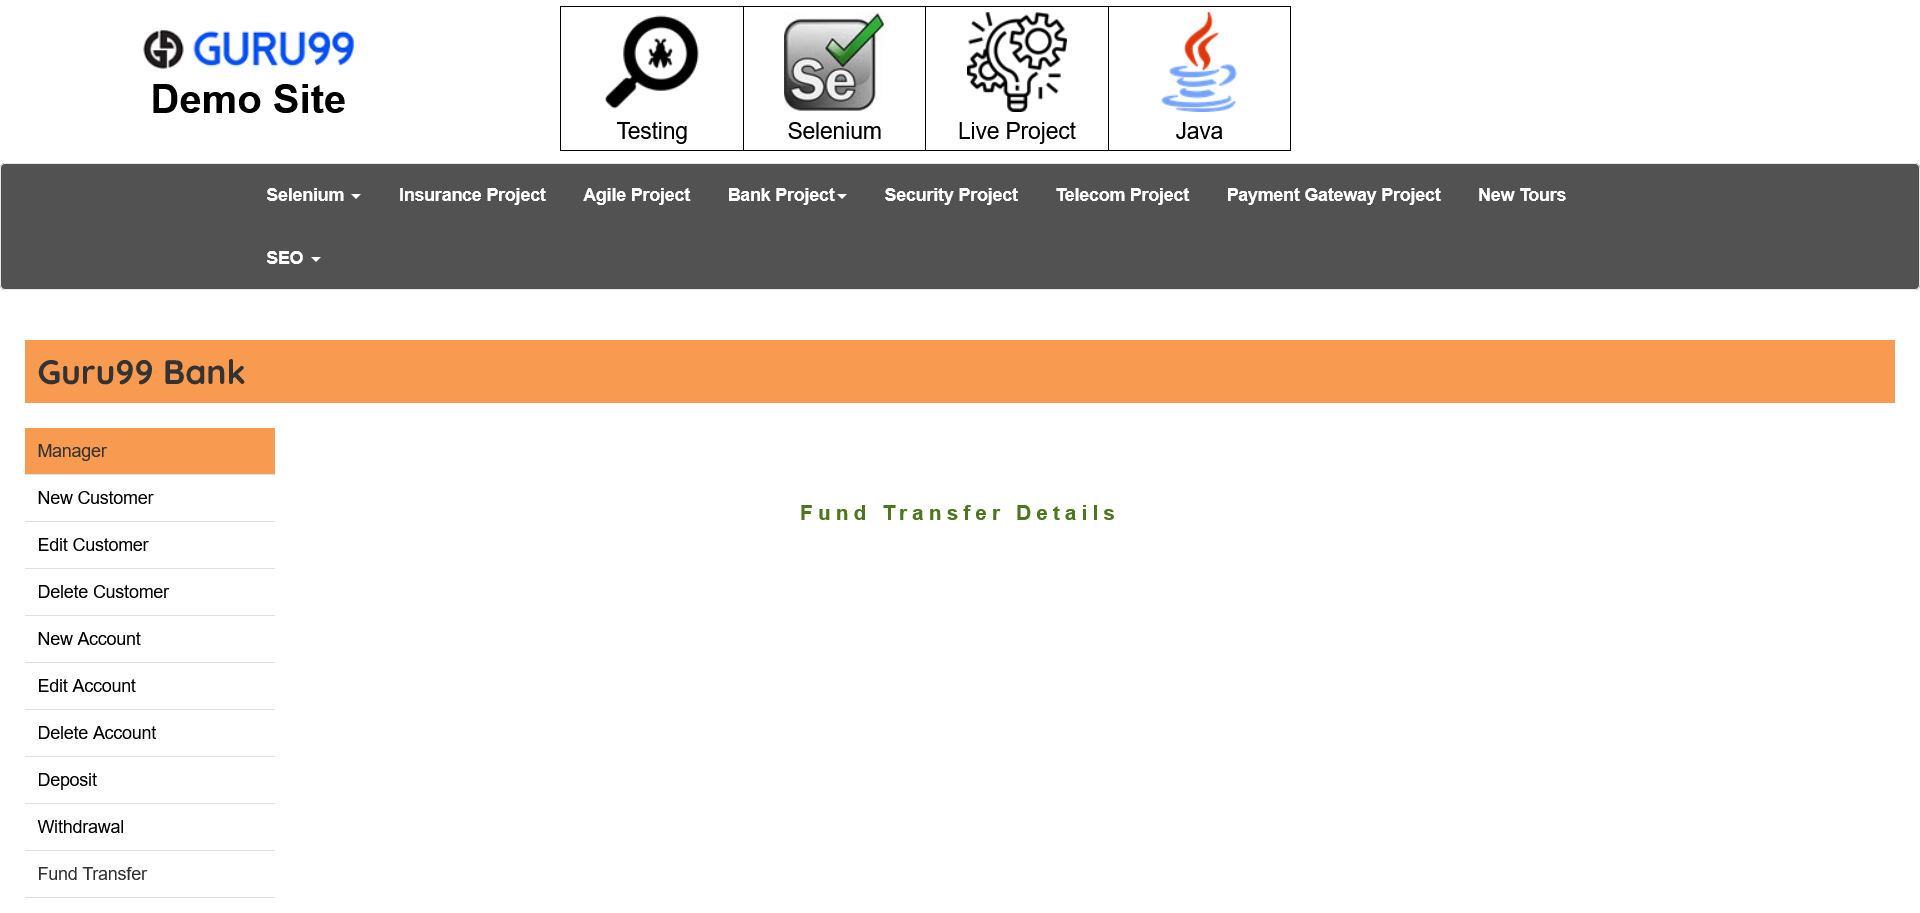 GURU99
Demo Site
Se
Testing
Selenium
Live Project
Java
Selenium
Insurance Project
Agile Project
Bank Project
Security Project
Telecom Project
Payment Gateway Project
New Tours
SEO
Guru99 Bank
Manager
New Customer
Edit Customer
Delete Customer
New Account
Edit Account
Delete Account
Deposit
Withdrawal
Fund Transfer
Fund Transfer Details